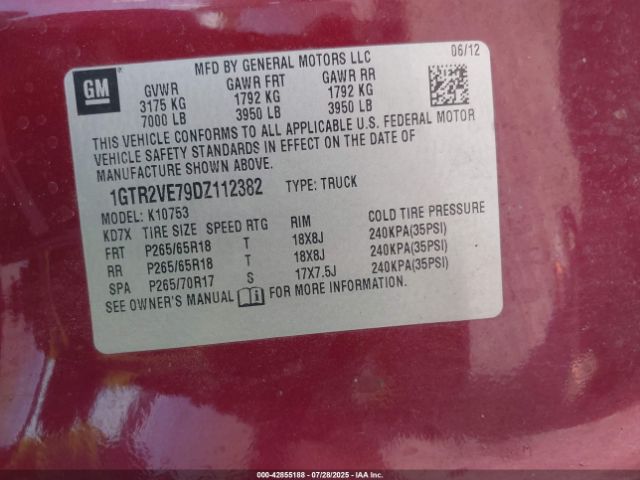 GM
MFD BY GENERAL MOTORS LLC
06/12
GVWR GAWR FRT GAWR RR
3175 KG 1792 KG 1792 KG
7000 LB 3950 LB 3950 LB
THIS VEHICLE CONFORMS TO ALL APPLICABLE U.S. FEDERAL MOTOR
VEHICLE SAFETY STANDARDS IN EFFECT ON THE DATE OF
MANUFACTURE SHOWN ABOVE.
1GTR2VE79DZ112382 TYPE: TRUCK
MODEL: K10753
KD7X TIRE SIZE SPEED RTG RIM COLD TIRE PRESSURE
FRT P265/65R18 T 18X8J 240KPA(35PSI)
RR P265/65R18 T 18X8J 240KPA(35PSI)
SPA P265/70R17 S 17X7.5J 240KPA(35PSI)
SEE OWNER'S MANUAL FOR MORE INFORMATION.
000-42855188 | 07/28/2025 | IAA Inc.